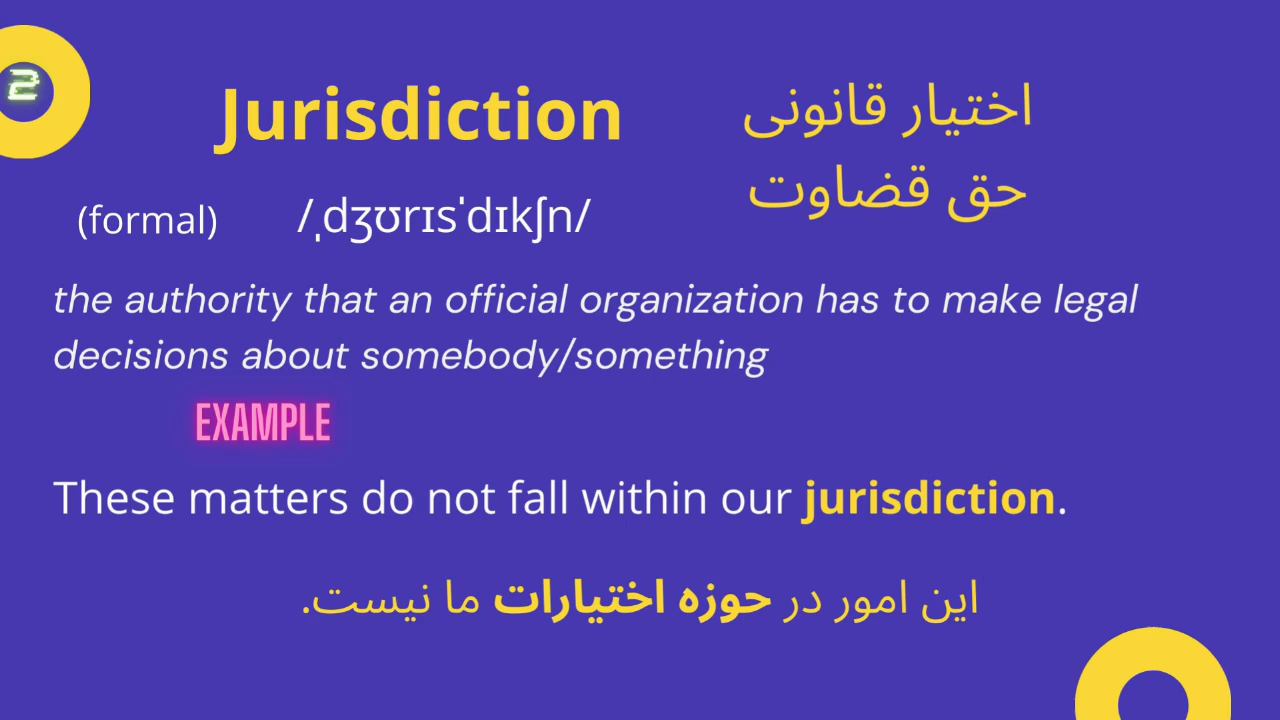 2
Jurisdiction
اختیار قانونی
حق قضاوت
(formal) /ˌdʒʊrɪsˈdɪkʃn/
the authority that an official organization has to make legal
decisions about somebody/something
EXAMPLE
These matters do not fall within our jurisdiction.
این امور در حوزه اختیارات ما نیست.